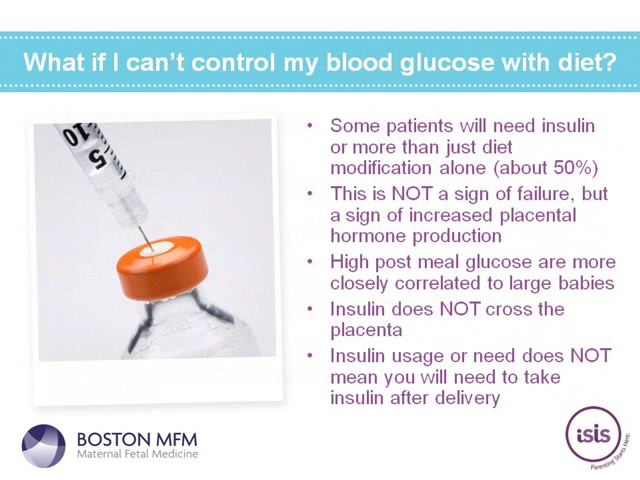 What if I can’t control my blood glucose with diet?
10
5
• Some patients will need insulin
or more than just diet
modification alone (about 50%)
• This is NOT a sign of failure, but
a sign of increased placental
hormone production
• High post meal glucose are more
closely correlated to large babies
• Insulin does NOT cross the
placenta
• Insulin usage or need does NOT
mean you will need to take
insulin after delivery
BOSTON MFM
Maternal Fetal Medicine
isis
Parenting Starts Here.